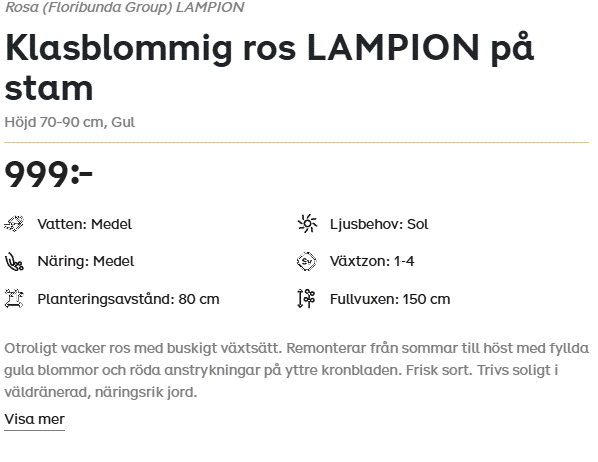 Rosa (Floribunda Group) LAMPION
Klasblommig ros LAMPION på
stam
Höjd 70-90 cm, Gul
999:-
Vatten: Medel
Ljusbehov: Sol
Näring: Medel
Sv
Växtzon: 1-4
Planteringsavstånd: 80 cm
Fullvuxen: 150 cm
Otroligt vacker ros med buskigt växtsätt. Remonterar från sommar till höst med fyllda
gula blommor och röda anstrykningar på yttre kronbladen. Frisk sort. Trivs soligt i
väldränerad, näringsrik jord.
Visa mer